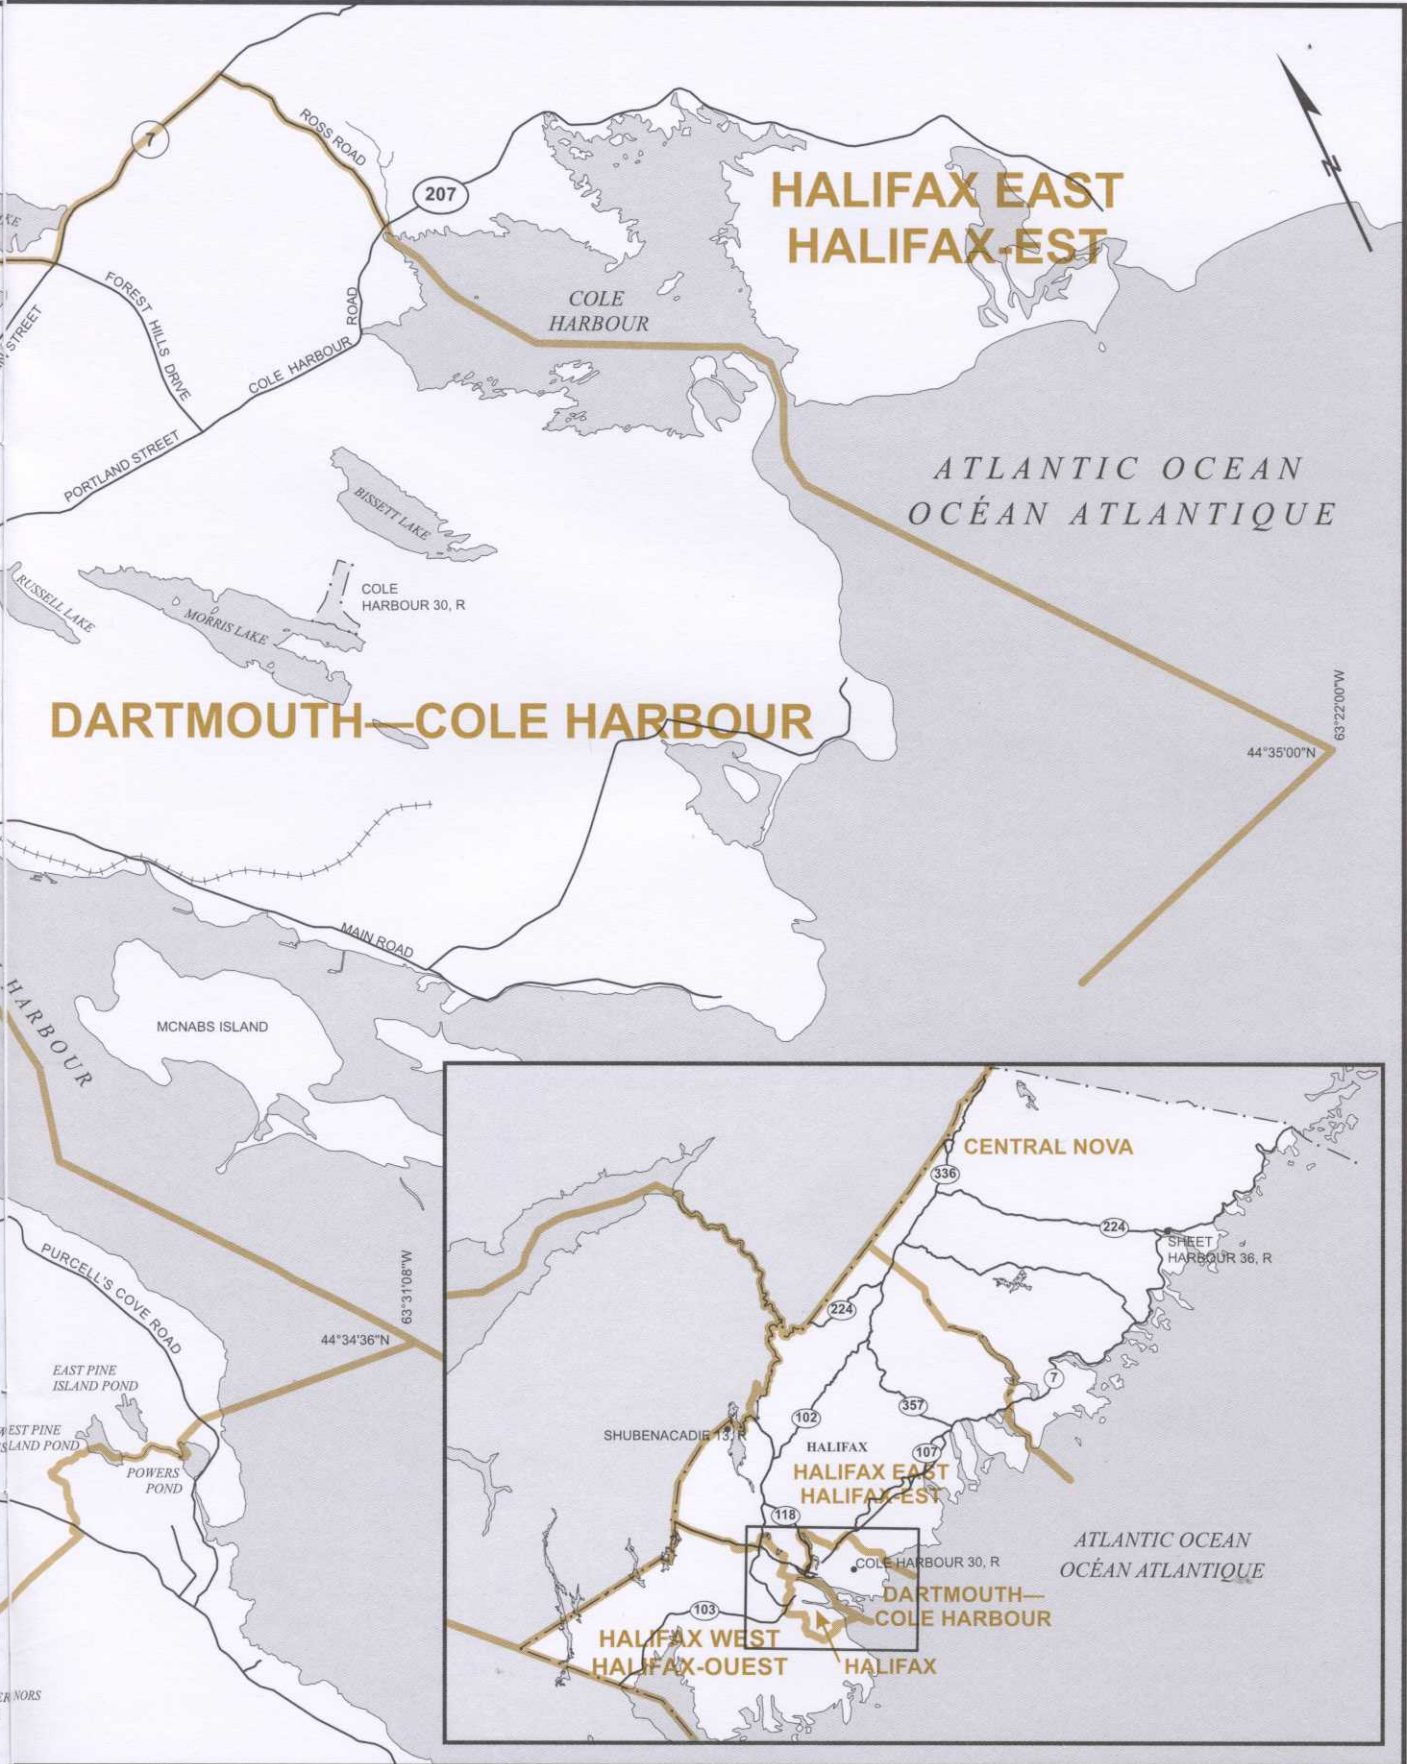 7
ROSS ROAD
207
HALIFAX EAST
HALIFAX-EST
N
FOREST HILLS DRIVE
COLE HARBOUR ROAD
STREET
COLE
HARBOUR
PORTLAND STREET
ATLANTIC OCEAN
OCÉAN ATLANTIQUE
BISSETT LAKE
RUSSELL LAKE
MORRIS LAKE
COLE
HARBOUR 30, R
DARTMOUTH—COLE HARBOUR
63°22'00"W
44°35'00"N
MAIN ROAD
HARBOUR
MCNABS ISLAND
PURCELL'S COVE ROAD
63°31'08"W
44°34'36"N
EAST PINE
ISLAND POND
PINE
POND
POWERS
POND
CENTRAL NOVA
336
224
SHEET
HARBOUR 36, R
224
7
357
102
SHUBENACADIE 13, R
HALIFAX
107
HALIFAX EAST
HALIFAX-EST
118
ATLANTIC OCEAN
OCÉAN ATLANTIQUE
COLE HARBOUR 30, R
DARTMOUTH—
COLE HARBOUR
103
HALIFAX WEST
HALIFAX-OUEST
HALIFAX